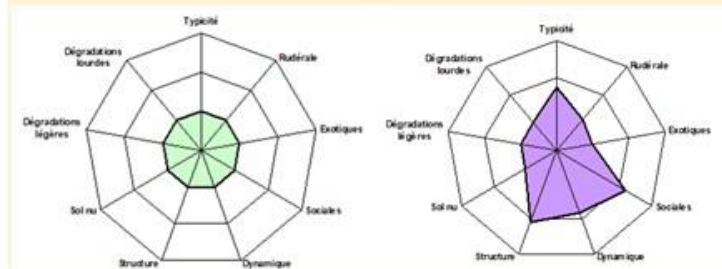 Typicité
Rudérale
Exotiques
Sociales
Dynamique
Structure
Sol nu
Dégradations
légères
Dégradations
lourdes
Typicité
Rudérale
Exotiques
Sociales
Dynamique
Structure
Sol nu
Dégradations
légères
Dégradations
lourdes